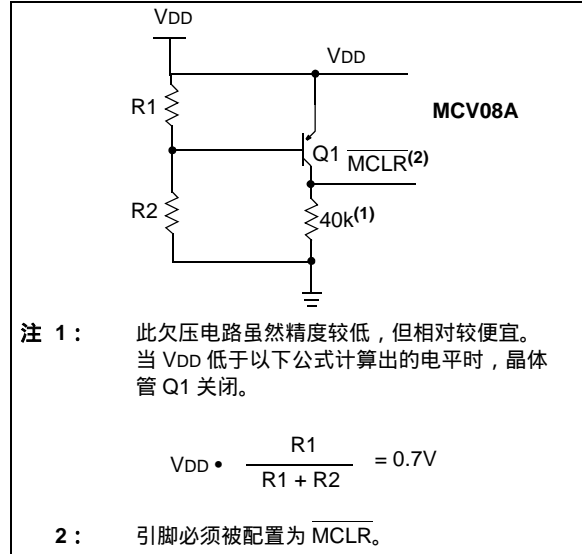 VDD
VDD
R1
MCV08A
Q1 MCLR(2)
R2
40k(1)
注 1： 此欠压电路虽然精度较低，但相对较便宜。
当 VDD 低于以下公式计算出的电平时，晶体
管 Q1 关闭。
VDD • R1 / R1 + R2 = 0.7V
2： 引脚必须被配置为 MCLR。